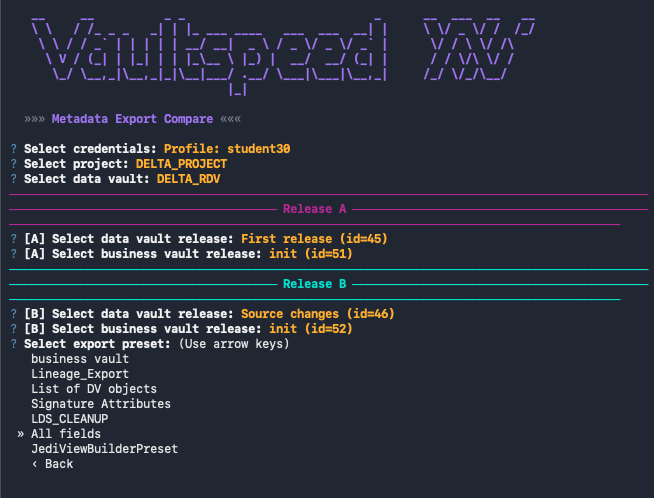 VaultSpeed XV
»»» Metadata Export Compare «««
? Select credentials: Profile: student30
? Select project: DELTA_PROJECT
? Select data vault: DELTA_RDV
Release A
? [A] Select data vault release: First release (id=45)
? [A] Select business vault release: init (id=51)
Release B
? [B] Select data vault release: Source changes (id=46)
? [B] Select business vault release: init (id=52)
? Select export preset: (Use arrow keys)
business vault
Lineage_Export
List of DV objects
Signature Attributes
LDS_CLEANUP
» All fields
JediViewBuilderPreset
‹ Back